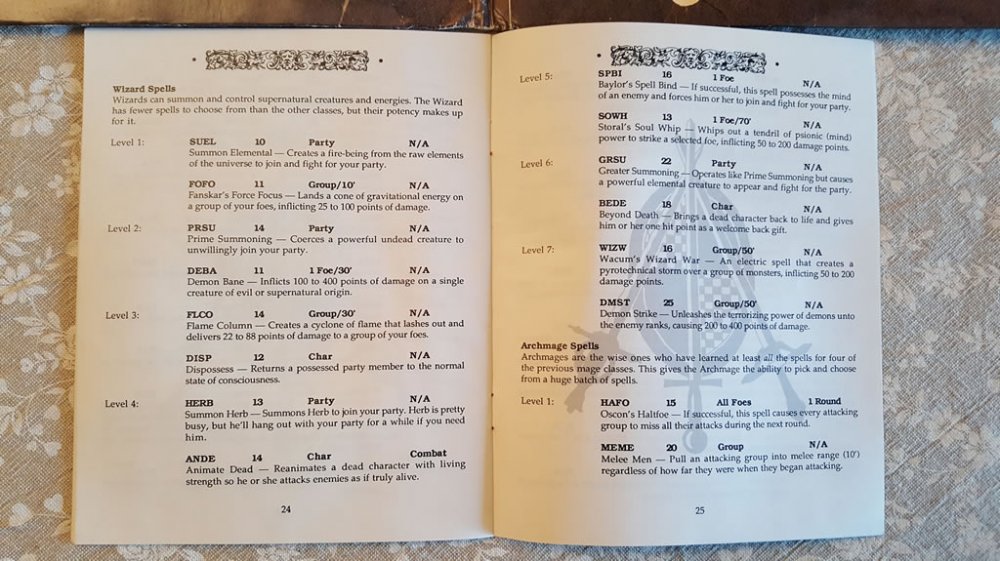 Wizard Spells
Wizards can summon and control supernatural creatures and energies. The Wizard
has fewer spells to choose from than the other classes, but their potency makes up
for it.
Level 1: SUEL 10 Party N/A
Summon Elemental — Creates a fire-being from the raw elements
of the universe to join and fight for your party.
FOFO 11 Group/10' N/A
Fanskar's Force Focus — Lands a cone of gravitational energy on
a group of your foes, inflicting 25 to 100 points of damage.
Level 2: PRSU 14 Party N/A
Prime Summoning — Coerces a powerful undead creature to
unwillingly join your party.
DEBA 11 1 Foe/30' N/A
Demon Bane — Inflicts 100 to 400 points of damage on a single
creature of evil or supernatural origin.
Level 3: FLCO 14 Group/30' N/A
Flame Column — Creates a cyclone of flame that lashes out and
delivers 22 to 88 points of damage to a group of your foes.
DISP 12 Char N/A
Dispossess — Returns a possessed party member to the normal
state of consciousness.
Level 4: HERB 13 Party N/A
Summon Herb — Summons Herb to join your party. Herb is pretty
busy, but he'll hang out with your party for a while if you need
him.
ANDE 14 Char Combat
Animate Dead — Reanimates a dead character with living
strength so he or she attacks enemies as if truly alive.
24
Level 5: SPBI 16 1 Foe N/A
Baylor's Spell Bind — If successful, this spell possesses the mind
of an enemy and forces him or her to join and fight for your party.
SOWH 13 1 Foe/70' N/A
Storal's Soul Whip — Whips out a tendril of psionic (mind)
power to strike a selected foe, inflicting 50 to 200 damage points.
Level 6: GRSU 22 Party N/A
Greater Summoning — Operates like Prime Summoning but causes
a powerful elemental creature to appear and fight for the party.
BEDE 18 Char N/A
Beyond Death — Brings a dead character back to life and gives
him or her one hit point as a welcome back gift.
Level 7: WIZW 16 Group/50' N/A
Wacum's Wizard War — An electric spell that creates a
pyrotechnical storm over a group of monsters, inflicting 50 to 200
damage points.
DMST 25 Group/50' N/A
Demon Strike — Unleashes the terrorizing power of demons unto
the enemy ranks, causing 200 to 400 points of damage.
Archmage Spells
Archmages are the wise ones who have learned at least all the spells for four of
the previous mage classes. This gives the Archmage the ability to pick and choose
from a huge batch of spells.
Level 1: HAFO 15 All Foes 1 Round
Oscon's Haltfoe — If successful, this spell causes every attacking
group to miss all their attacks during the next round.
MEME 20 Group N/A
Melee Men — Pull an attacking group into melee range (10')
regardless of how far they were when they began attacking.
25